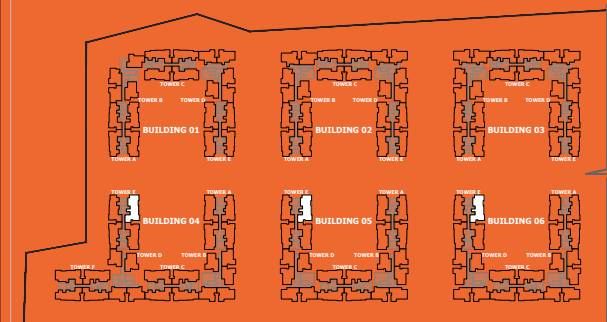 TOWER C TOWER C TOWER C
TOWER B TOWER D TOWER B TOWER D TOWER B TOWER D
BUILDING 01 BUILDING 02 BUILDING 03
TOWER A TOWER E TOWER A TOWER E TOWER A TOWER E
TOWER E TOWER A TOWER E TOWER A TOWER E TOWER A
BUILDING 04 BUILDING 05 BUILDING 06
TOWER D TOWER B TOWER D TOWER B TOWER D TOWER B
TOWER F TOWER C TOWER C TOWER C